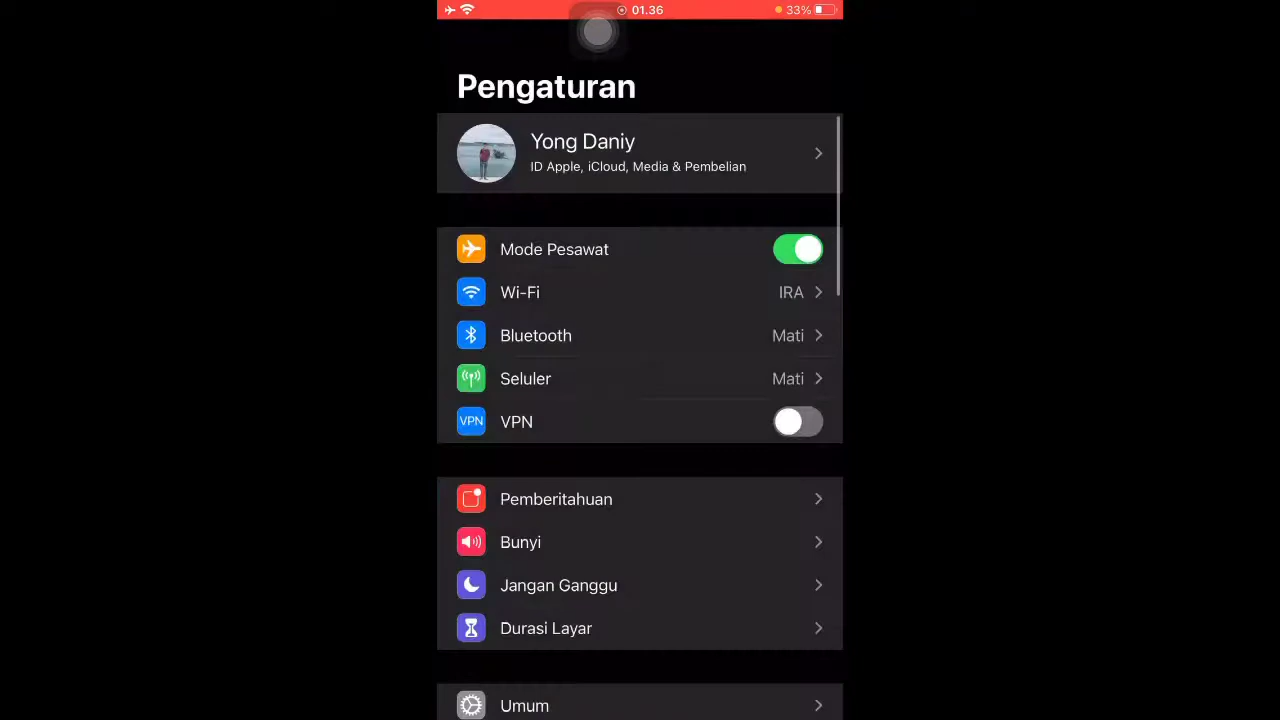 01.36
33%
Pengaturan
Yong Daniy
ID Apple, iCloud, Media & Pembelian
Mode Pesawat
Wi-Fi IRA
Bluetooth Mati
Seluler Mati
VPN VPN
Pemberitahuan
Bunyi
Jangan Ganggu
Durasi Layar
Umum